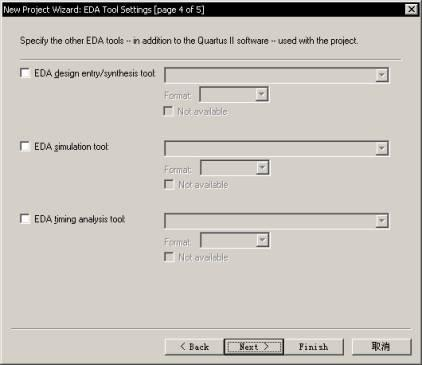 New Project Wizard: EDA Tool Settings [page 4 of 5]
Specify the other EDA tools -- in addition to the Quartus II software -- used with the project.
EDA design entry/synthesis tool:
Format:
Not available
EDA simulation tool:
Format:
Not available
EDA timing analysis tool:
Format:
Not available
< Back Next > Finish 取消